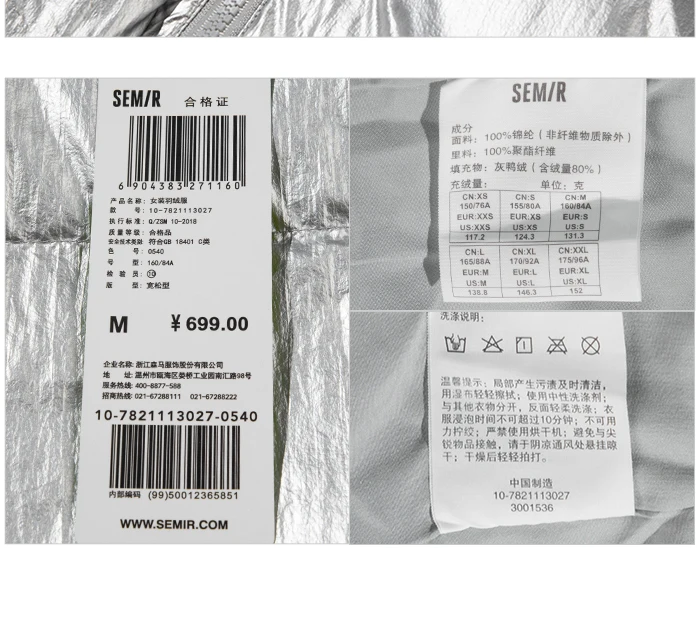 SEMIR 合格证
6 904383 271160
产品名称: 女装羽绒服
款 号: 10-7821113027
执行标准: Q/ZSM 10-2018
质量等级: 合格品
安全技术类别 符合GB 18401 C类
色 号: 0540
号 型: 160/84A
检 验 员:
版 型: 宽松型
M ¥699.00
企业名称: 浙江森马服饰股份有限公司
地 址: 温州市瓯海区娄桥工业园南汇路98号
服务热线: 400-8877-588
招商热线: 021-67288111 021-67288222
10-7821113027-0540
内部编码 (99)50012365851
WWW.SEMIR.COM
SEMIR
成分
面料: 100%锦纶(非纤维物质除外)
里料: 100%聚酯纤维
填充物: 灰鸭绒(含绒量80%)
充绒量: 单位: 克
CN:XS CN:S CN:M
150/76A 155/80A 160/84A
EUR:XXS EUR:XS EUR:S
US:XXS US:XS US:S
117.2 124.3 131.3
CN:L CN:XL CN:XXL
165/88A 170/92A 175/96A
EUR:M EUR:L EUR:XL
US:M US:L US:XL
138.8 146.3 152
洗涤说明:
温馨提示: 局部产生污渍及时清洁,
用湿布轻轻擦拭; 使用中性洗涤剂;
与其他衣物分开, 反面轻柔洗涤; 衣
服浸泡时间不可超过10分钟; 不可用
力拧绞; 严禁使用烘干机; 避免与尖
锐物品接触, 请于阴凉通风处悬挂晾
干; 干燥后轻轻拍打。
中国制造
10-7821113027
3001536